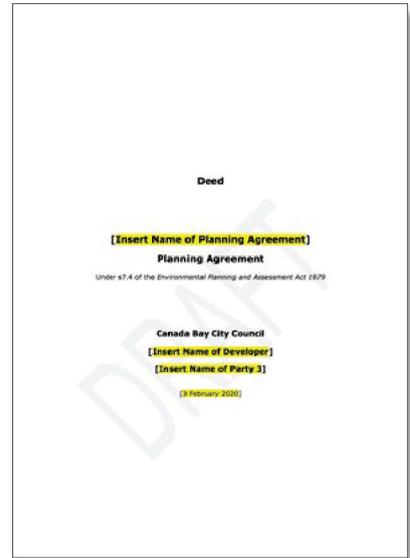 Deed
[Insert Name of Planning Agreement]
Planning Agreement
Under s7.4 of the Environmental Planning and Assessment Act 1979
Canada Bay City Council
[Insert Name of Developer]
[Insert Name of Party 3]
[3 February 2020]
DRAFT